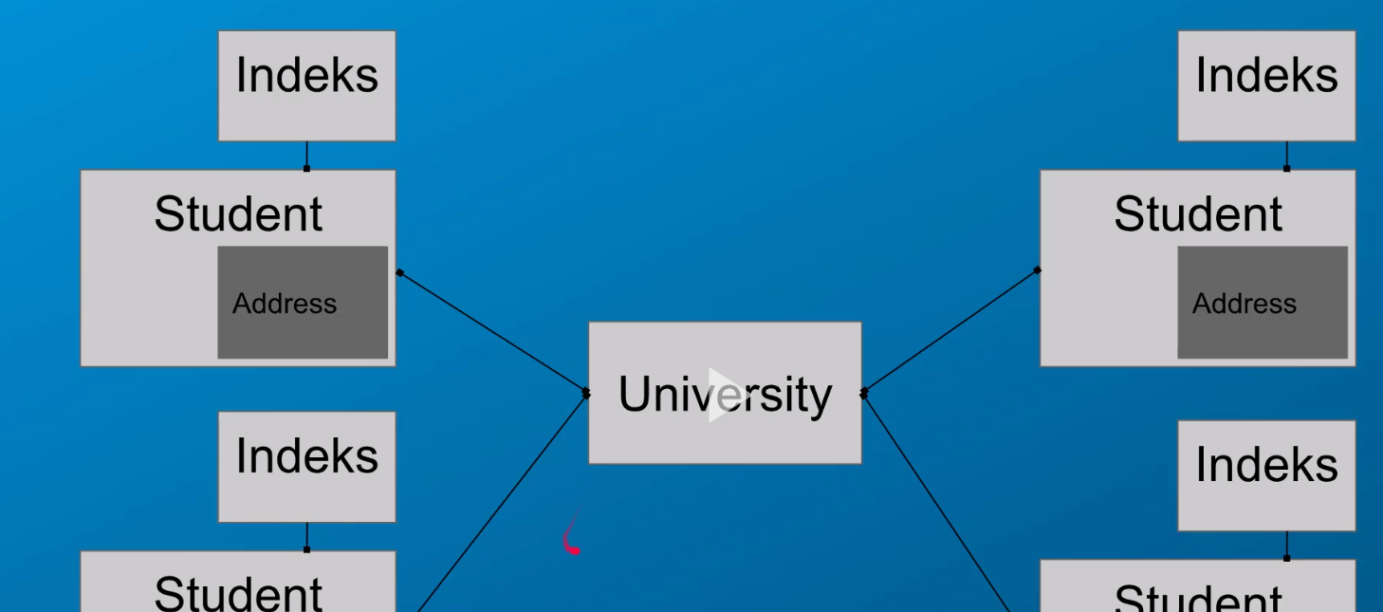 Indeks
Indeks
Student
Student
Address
Address
University
Indeks
Indeks
Student
Student